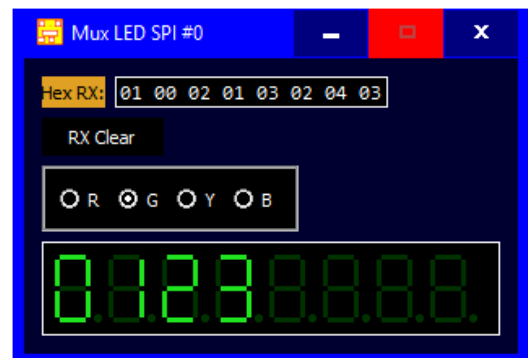 Mux LED SPI #0
Hex RX: 01 00 02 01 03 02 04 03
RX Clear
R G Y B
0123